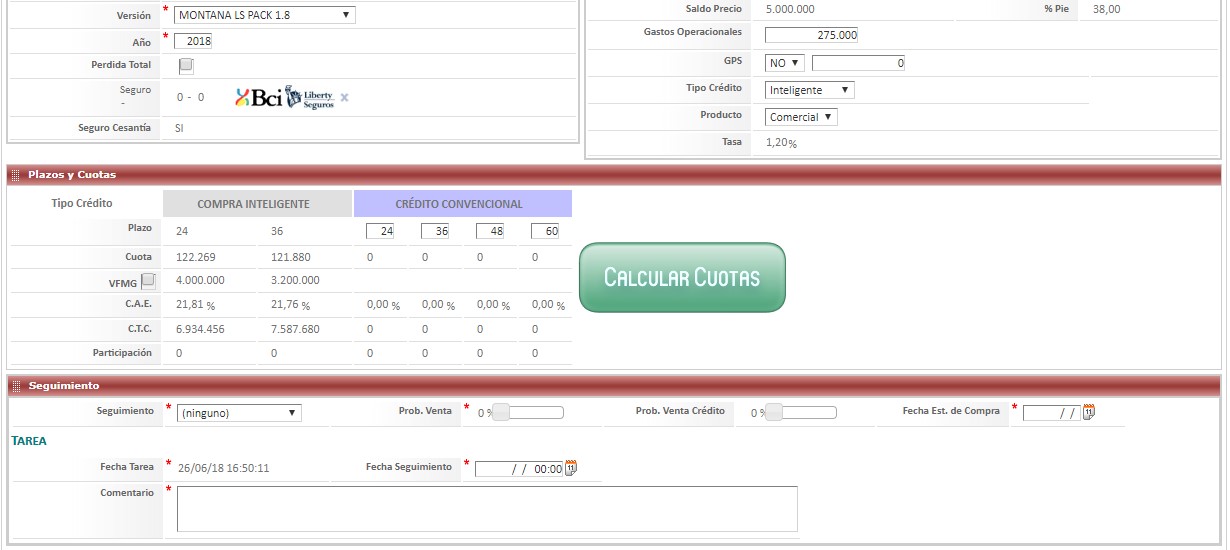 Versión * MONTANA LS PACK 1.8
Año * 2018
Perdida Total
Seguro
-
0 - 0 Bci Liberty Seguros x
Seguro Cesantía SI
Saldo Precio 5.000.000 % Pie 38,00
Gastos Operacionales 275.000
GPS NO 0
Tipo Crédito Inteligente
Producto Comercial
Tasa 1,20%
Plazos y Cuotas
Tipo Crédito COMPRA INTELIGENTE CRÉDITO CONVENCIONAL
Plazo 24 36 24 36 48 60
Cuota 122.269 121.880 0 0 0 0
VFMG 4.000.000 3.200.000
C.A.E. 21,81 % 21,76 % 0,00 % 0,00 % 0,00 % 0,00 %
C.T.C. 6.934.456 7.587.680 0 0 0 0
Participación 0 0 0 0 0 0
CALCULAR CUOTAS
Seguimiento
Seguimiento * (ninguno) Prob. Venta * 0 % Prob. Venta Crédito 0 % Fecha Est. de Compra * / / 11
TAREA
Fecha Tarea * 26/06/18 16:50:11 Fecha Seguimiento * / / 00:00 11
Comentario *